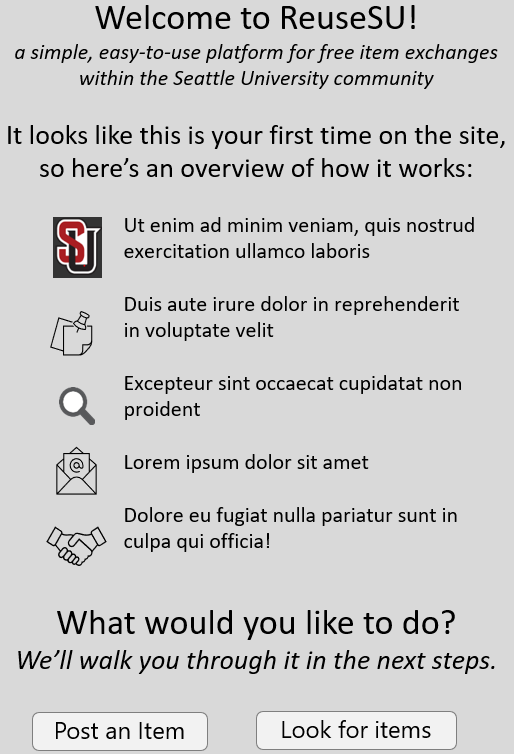 Welcome to ReuseSU!
a simple, easy-to-use platform for free item exchanges
within the Seattle University community
It looks like this is your first time on the site,
so here’s an overview of how it works:
SU
Ut enim ad minim veniam, quis nostrud
exercitation ullamco laboris
Duis aute irure dolor in reprehenderit
in voluptate velit
Excepteur sint occaecat cupidatat non
proident
@
Lorem ipsum dolor sit amet
Dolore eu fugiat nulla pariatur sunt in
culpa qui officia!
What would you like to do?
We’ll walk you through it in the next steps.
Post an Item
Look for items